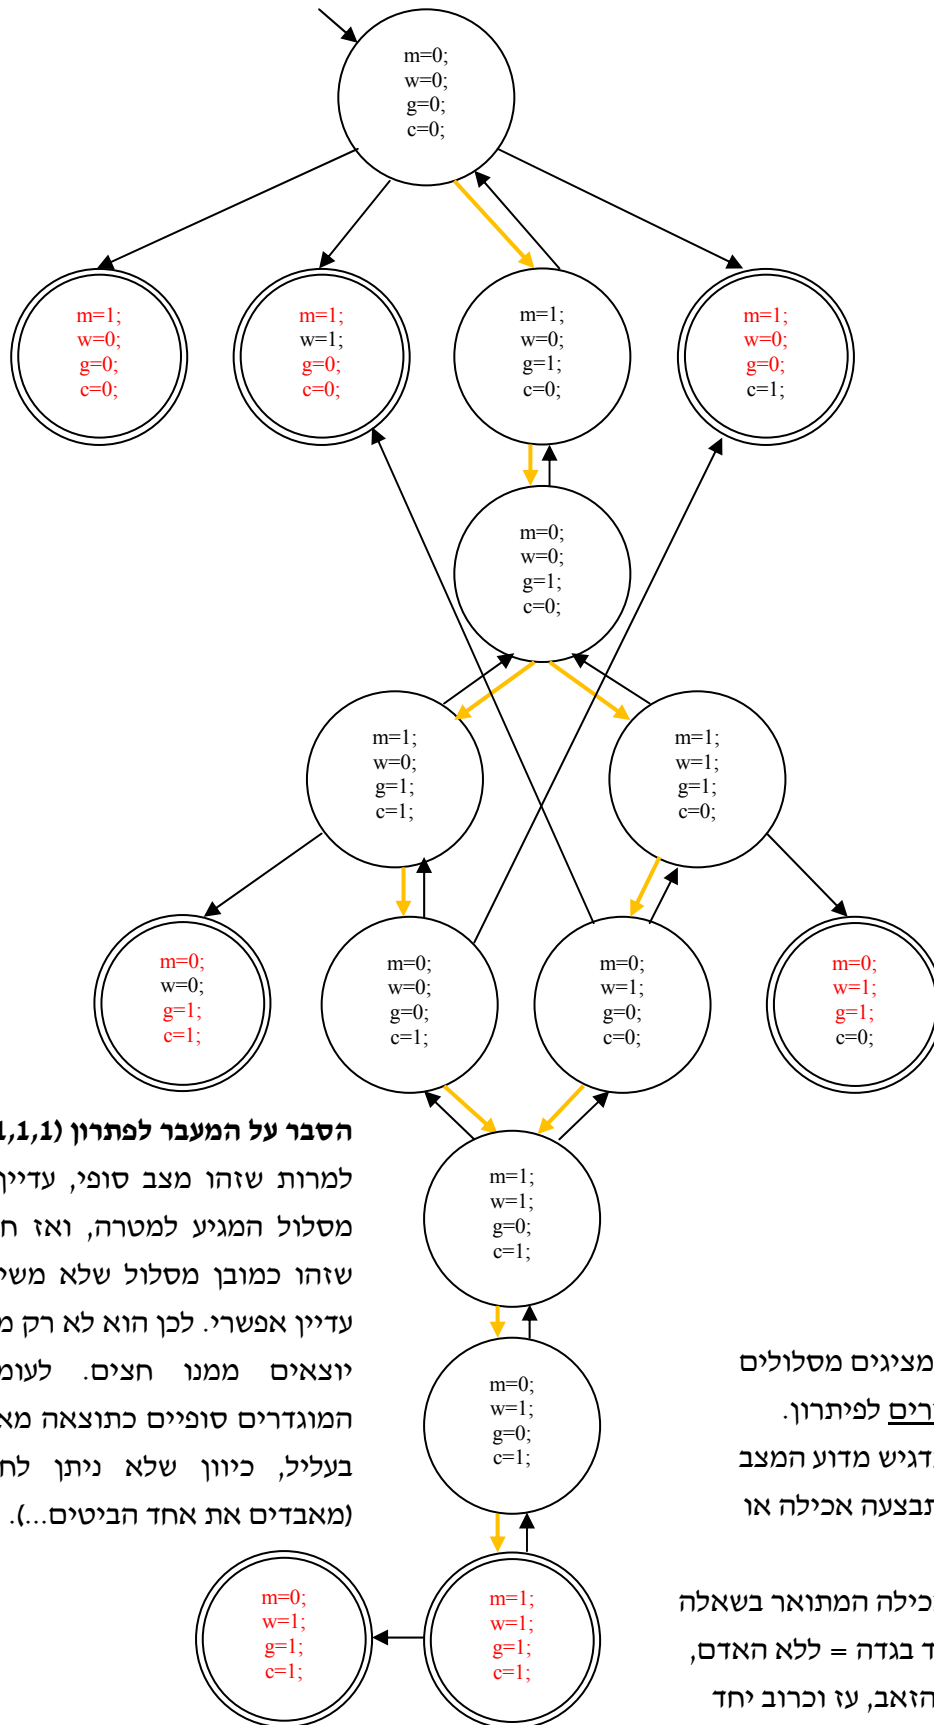 m=0;
w=0;
g=0;
c=0;
m=1;
w=0;
g=0;
c=0;
m=1;
w=1;
g=0;
c=0;
m=1;
w=0;
g=1;
c=0;
m=1;
w=0;
g=0;
c=1;
m=0;
w=0;
g=1;
c=0;
m=1;
w=0;
g=1;
c=1;
m=1;
w=1;
g=1;
c=0;
m=0;
w=0;
g=1;
c=1;
m=0;
w=0;
g=0;
c=1;
m=0;
w=1;
g=0;
c=0;
m=0;
w=1;
g=1;
c=0;
הסבר על המעבר לפתרון (1,1,1
למרות שזהו מצב סופי, עדיין
מסלול המגיע למטרה, ואז
שזהו כמובן מסלול שלא
עדיין אפשרי. לכן הוא לא רק
יוצאים ממנו חצים.
המוגדרים סופיים כתוצאה
בעליל, כיוון שלא ניתן
(מאבדים את אחד הביטים...).
m=1;
w=1;
g=0;
c=1;
m=0;
w=1;
g=0;
c=1;
מציגים מסלולים
לפיתרון.
מדוע המצב
תבצעה אכילה או
כילה המתואר בשאלה
בגדה = ללא האדם,
הזאב, עז וכרוב יחד
m=0;
w=1;
g=1;
c=1;
m=1;
w=1;
g=1;
c=1;